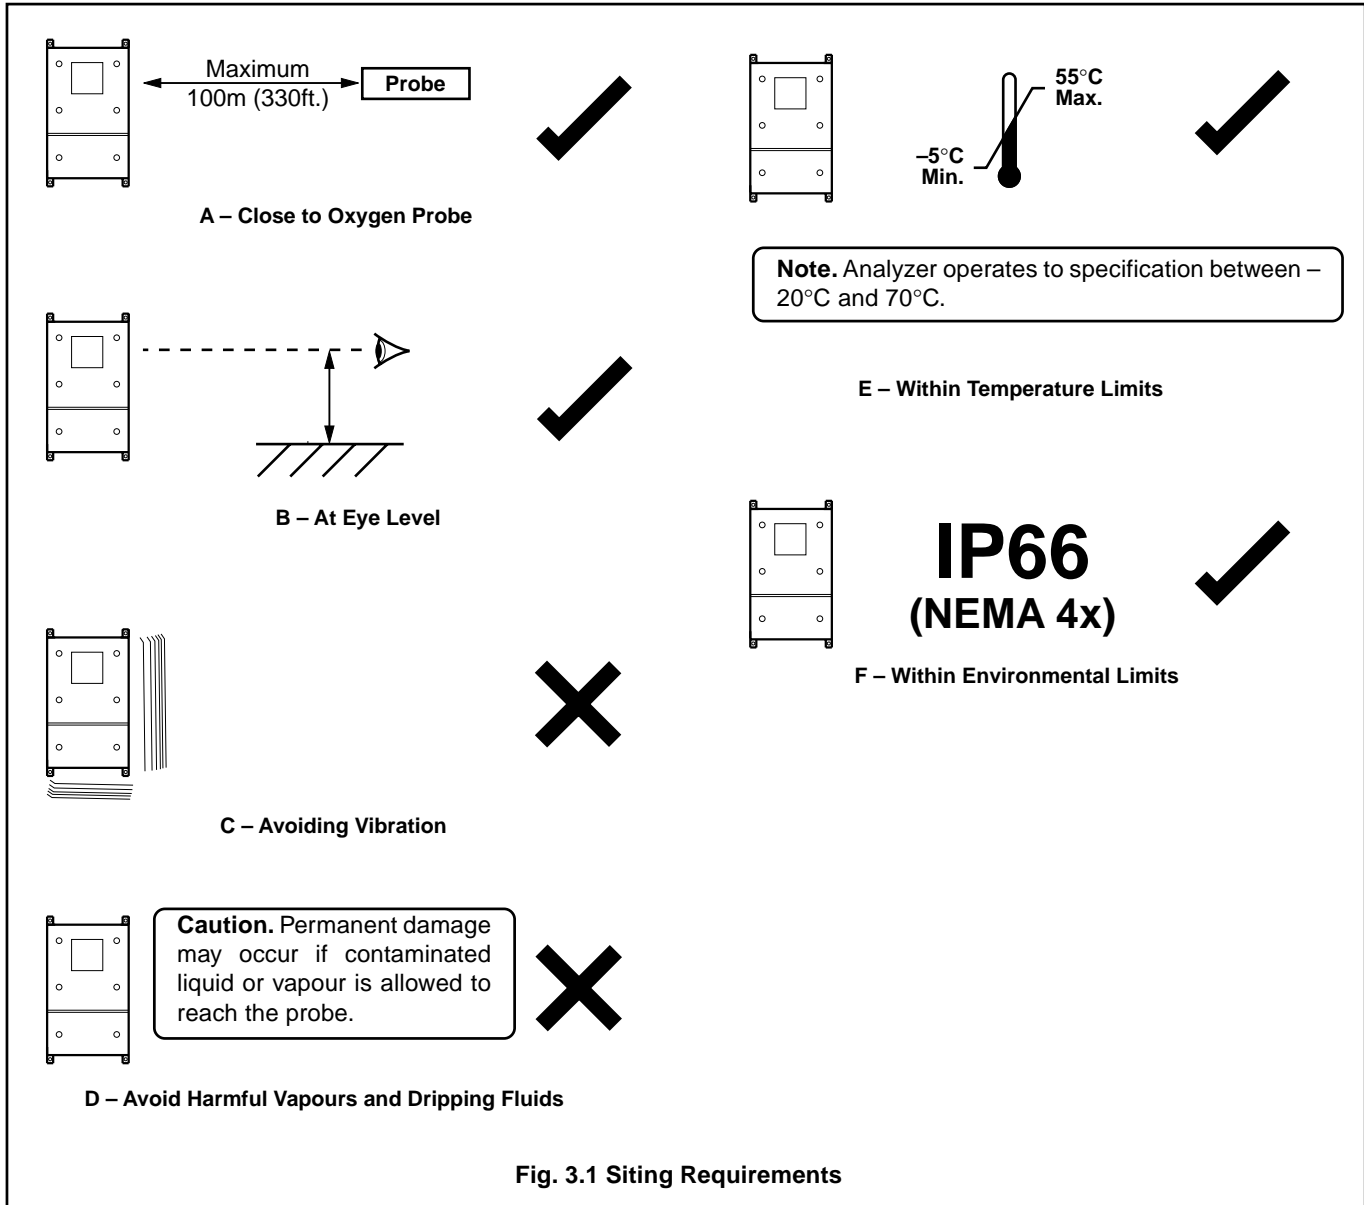 Maximum
100m (330ft.)
Probe
A – Close to Oxygen Probe
B – At Eye Level
C – Avoiding Vibration
Caution. Permanent damage
may occur if contaminated
liquid or vapour is allowed to
reach the probe.
D – Avoid Harmful Vapours and Dripping Fluids
55°C
Max.
–5°C
Min.
Note. Analyzer operates to specification between –
20°C and 70°C.
E – Within Temperature Limits
IP66
(NEMA 4x)
F – Within Environmental Limits
Fig. 3.1 Siting Requirements